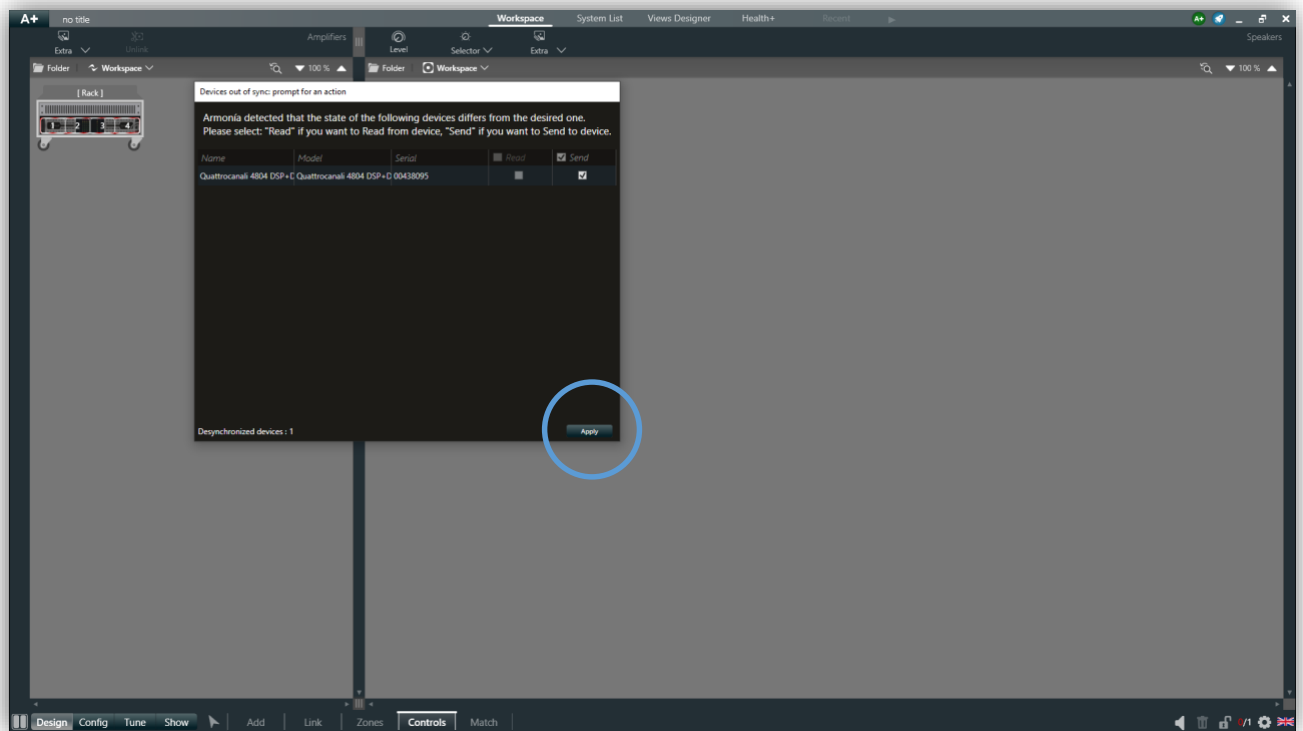 A+ no title Workspace System List Views Designer Health+ Recent A+
Extra Unlink Amplifiers Level Selector Extra Speakers
Folder Workspace 100 % Folder Workspace 100 %
[ Rack ]
1 2 3 4
Devices out of sync: prompt for an action
Armonía detected that the state of the following devices differs from the desired one.
Please select: "Read" if you want to Read from device, "Send" if you want to Send to device.
Name Model Serial Read Send
Quattrocanali 4804 DSP+D Quattrocanali 4804 DSP+D 00438095
Desynchronized devices : 1 Apply
Design Config Tune Show Add Link Zones Controls Match 0/1